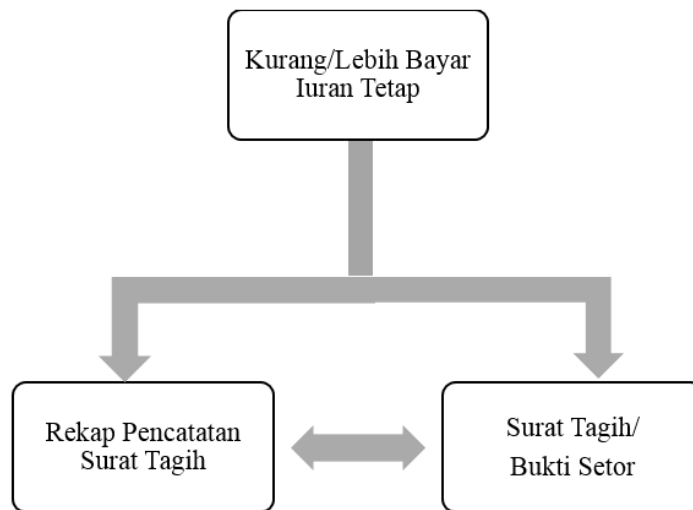 Kurang/Lebih Bayar
Iuran Tetap
Rekap Pencatatan
Surat Tagih
Surat Tagih/
Bukti Setor